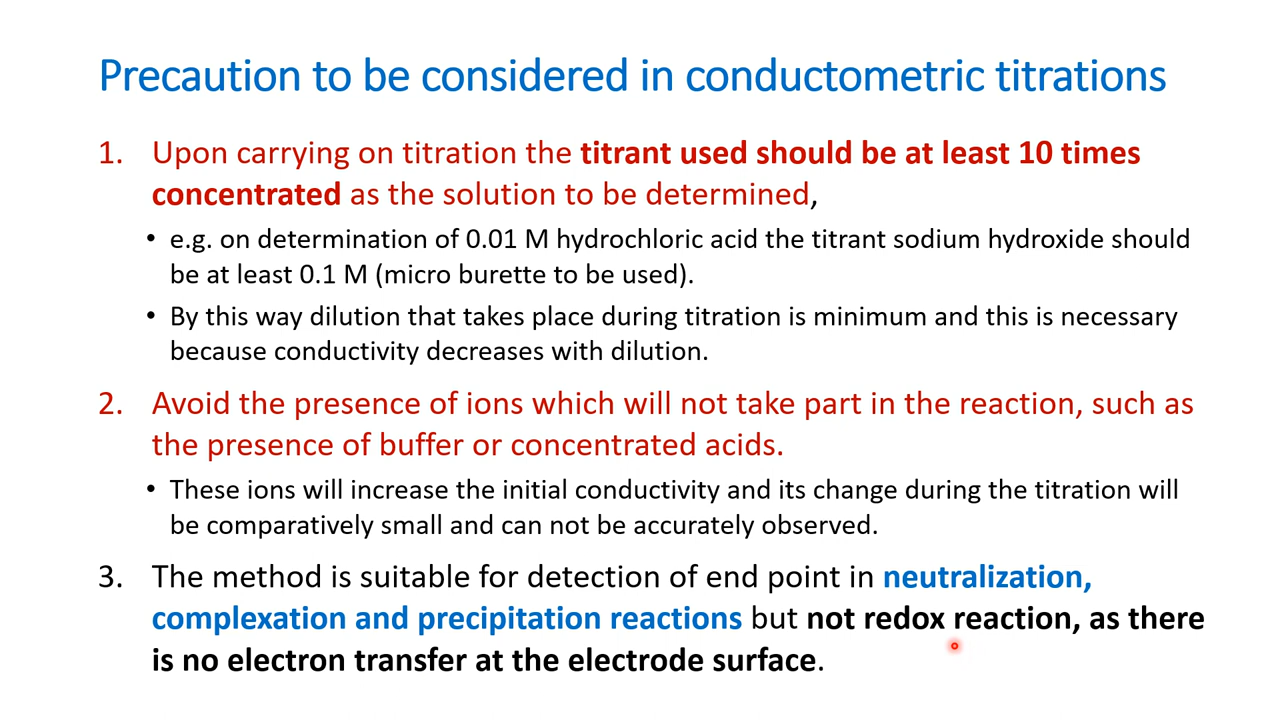 Precaution to be considered in conductometric titrations
1. Upon carrying on titration the titrant used should be at least 10 times
concentrated as the solution to be determined,
• e.g. on determination of 0.01 M hydrochloric acid the titrant sodium hydroxide should
be at least 0.1 M (micro burette to be used).
• By this way dilution that takes place during titration is minimum and this is necessary
because conductivity decreases with dilution.
2. Avoid the presence of ions which will not take part in the reaction, such as
the presence of buffer or concentrated acids.
• These ions will increase the initial conductivity and its change during the titration will
be comparatively small and can not be accurately observed.
3. The method is suitable for detection of end point in neutralization,
complexation and precipitation reactions but not redox reaction, as there
is no electron transfer at the electrode surface.